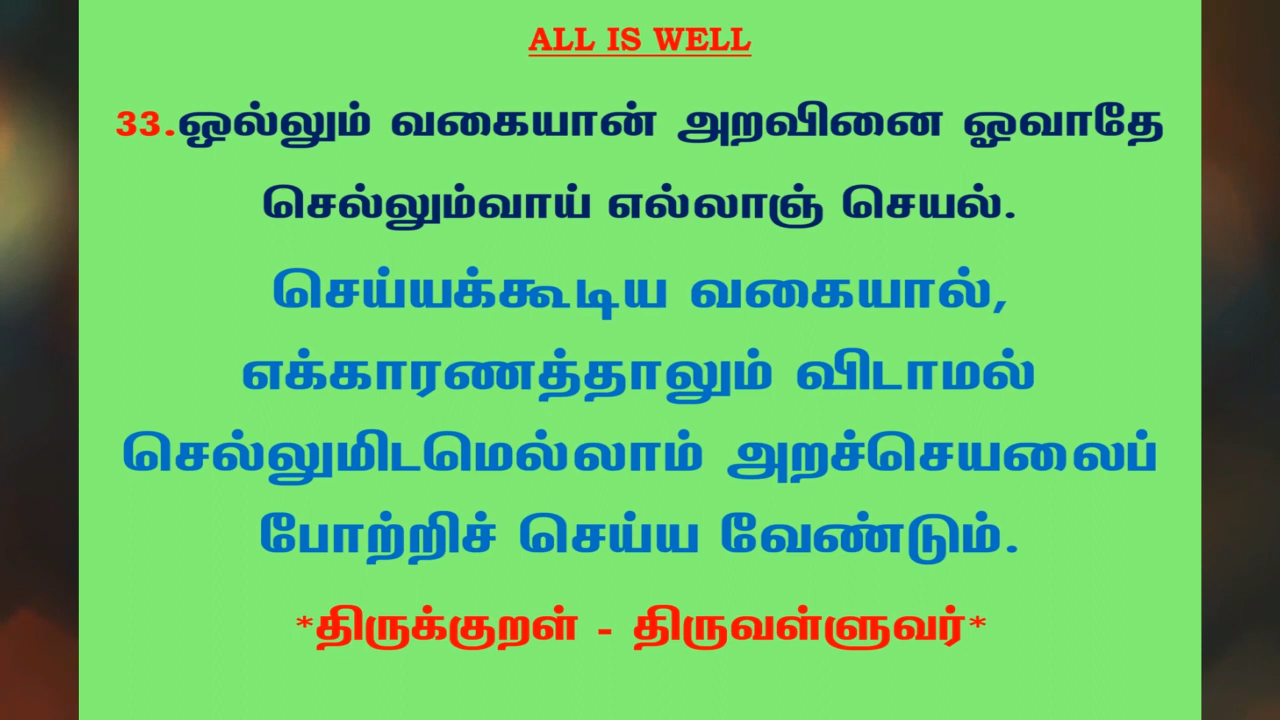 ALL IS WELL
33.ஒல்லும் வகையான் அறவினை ஓவாதே
செல்லும்வாய் எல்லாஞ் செயல்.
செய்யக்கூடிய வகையால்,
எக்காரணத்தாலும் விடாமல்
செல்லுமிடமெல்லாம் அறச்செயலைப்
போற்றிச் செய்ய வேண்டும்.
*திருக்குறள் - திருவள்ளுவர்*